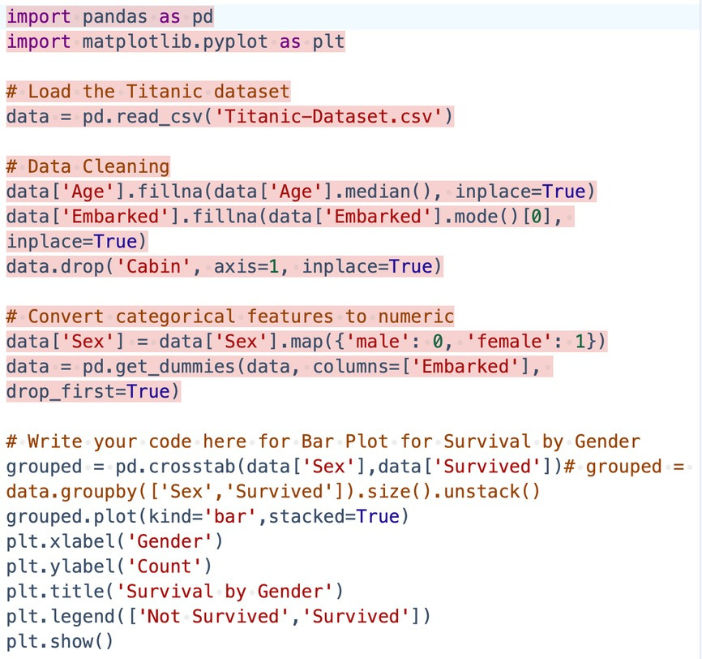 import pandas as pd
import matplotlib.pyplot as plt
# Load the Titanic dataset
data = pd.read_csv('Titanic-Dataset.csv')
# Data Cleaning
data['Age'].fillna(data['Age'].median(), inplace=True)
data['Embarked'].fillna(data['Embarked'].mode()[0],
inplace=True)
data.drop('Cabin', axis=1, inplace=True)
# Convert categorical features to numeric
data['Sex'] = data['Sex'].map({'male': 0, 'female': 1})
data = pd.get_dummies(data, columns=['Embarked'],
drop_first=True)
# Write your code here for Bar Plot for Survival by Gender
grouped = pd.crosstab(data['Sex'],data['Survived'])# grouped =
data.groupby(['Sex','Survived']).size().unstack()
grouped.plot(kind='bar',stacked=True)
plt.xlabel('Gender')
plt.ylabel('Count')
plt.title('Survival by Gender')
plt.legend(['Not Survived','Survived'])
plt.show()